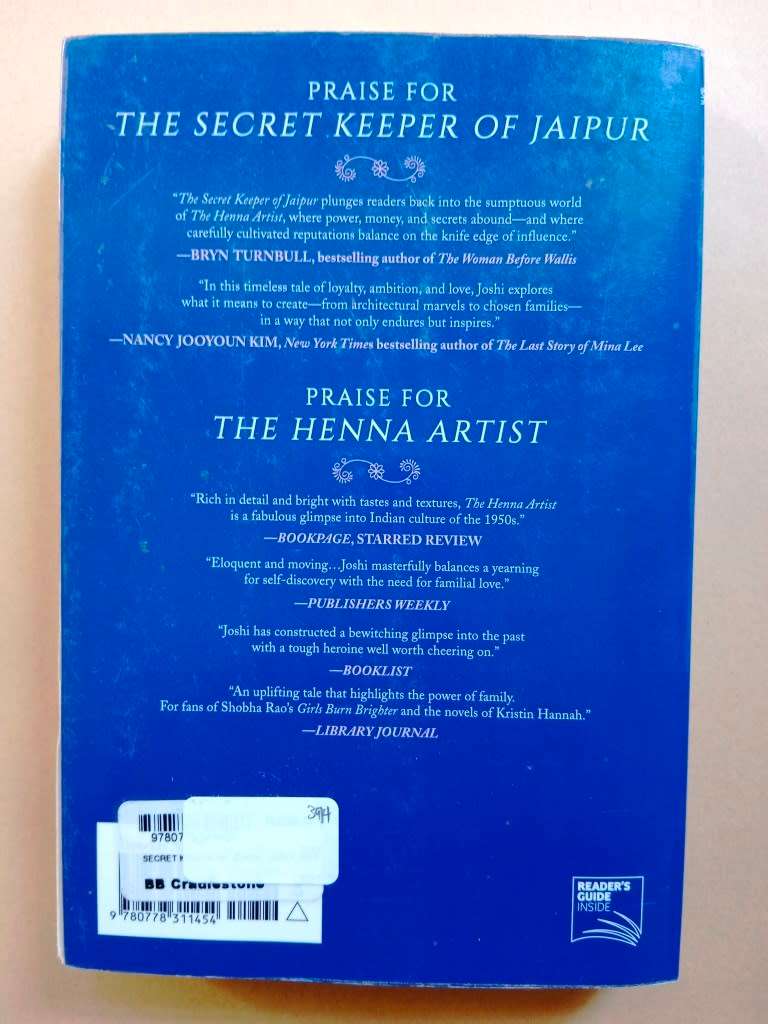 PRAISE FOR
THE SECRET KEEPER OF JAIPUR
“The Secret Keeper of Jaipur plunges readers back into the sumptuous world
of The Henna Artist, where power, money, and secrets abound—and where
carefully cultivated reputations balance on the knife edge of influence.”
—BRYN TURNBULL, bestselling author of The Woman Before Wallis
“In this timeless tale of loyalty, ambition, and love, Joshi explores
what it means to create—from architectural marvels to chosen families—
in a way that not only endures but inspires.”
—NANCY JOOYOUN KIM, New York Times bestselling author of The Last Story of Mina Lee
PRAISE FOR
THE HENNA ARTIST
“Rich in detail and bright with tastes and textures, The Henna Artist
is a fabulous glimpse into Indian culture of the 1950s.”
—BOOKPAGE, STARRED REVIEW
“Eloquent and moving…Joshi masterfully balances a yearning
for self-discovery with the need for familial love.”
—PUBLISHERS WEEKLY
“Joshi has constructed a bewitching glimpse into the past
with a tough heroine well worth cheering on.”
—BOOKLIST
“An uplifting tale that highlights the power of family.
For fans of Shobha Rao’s Girls Burn Brighter and the novels of Kristin Hannah.”
—LIBRARY JOURNAL
97807
SECRET
BB
9 780778 311454
READER'S
GUIDE
INSIDE